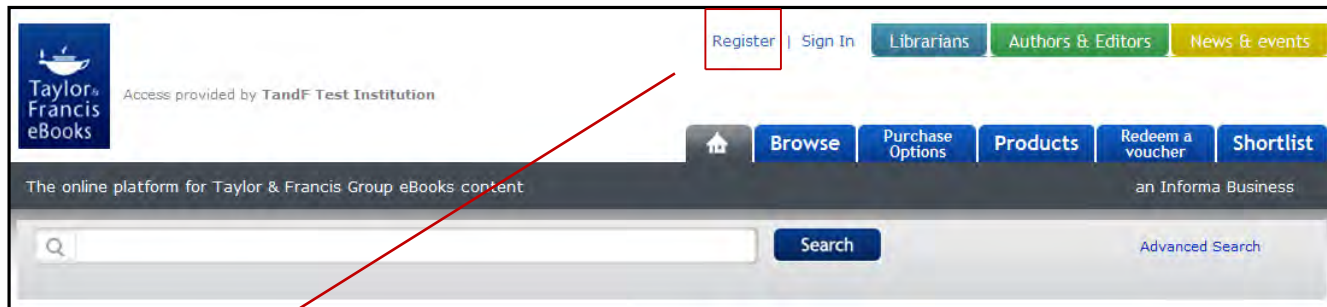 Register | Sign In Librarians Authors & Editors News & events
Taylor & Francis eBooks
Access provided by TandF Test Institution
Browse Purchase Options Products Redeem a voucher Shortlist
The online platform for Taylor & Francis Group eBooks content an Informa Business
Search Advanced Search